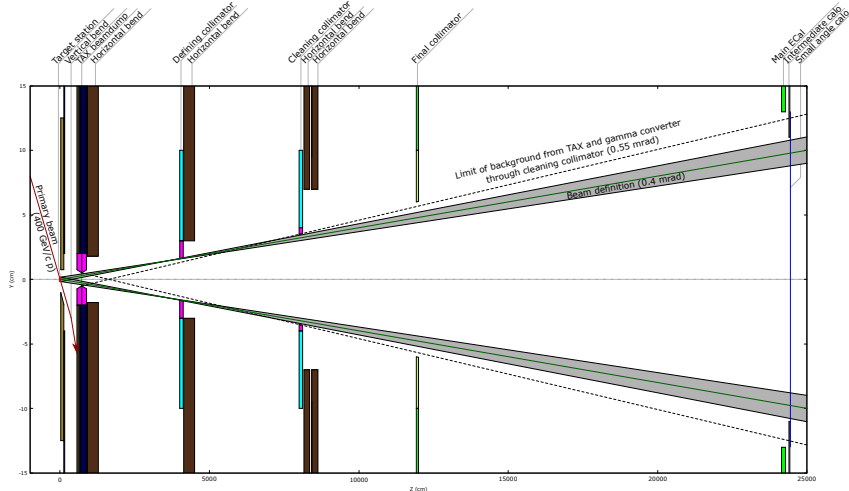 Target station
Vertical bend
TAX beamdump
Horizontal bend
Defining collimator
Horizontal bend
Cleaning collimator
Horizontal bend
Horizontal bend
Final collimator
Main ECal
Intermediate calo
Small angle calo
Primary beam
(400 GeV/c p)
Limit of background from TAX and gamma converter
through cleaning collimator (0.55 mrad)
Beam definition (0.4 mrad)
Y (cm)
15
10
5
0
-5
-10
-15
0
5000
10000
15000
20000
25000
Z (cm)